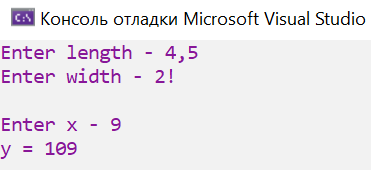 Консоль отладки Microsoft Visual Studio
Enter length - 4,5
Enter width - 2!
Enter x - 9
y = 109